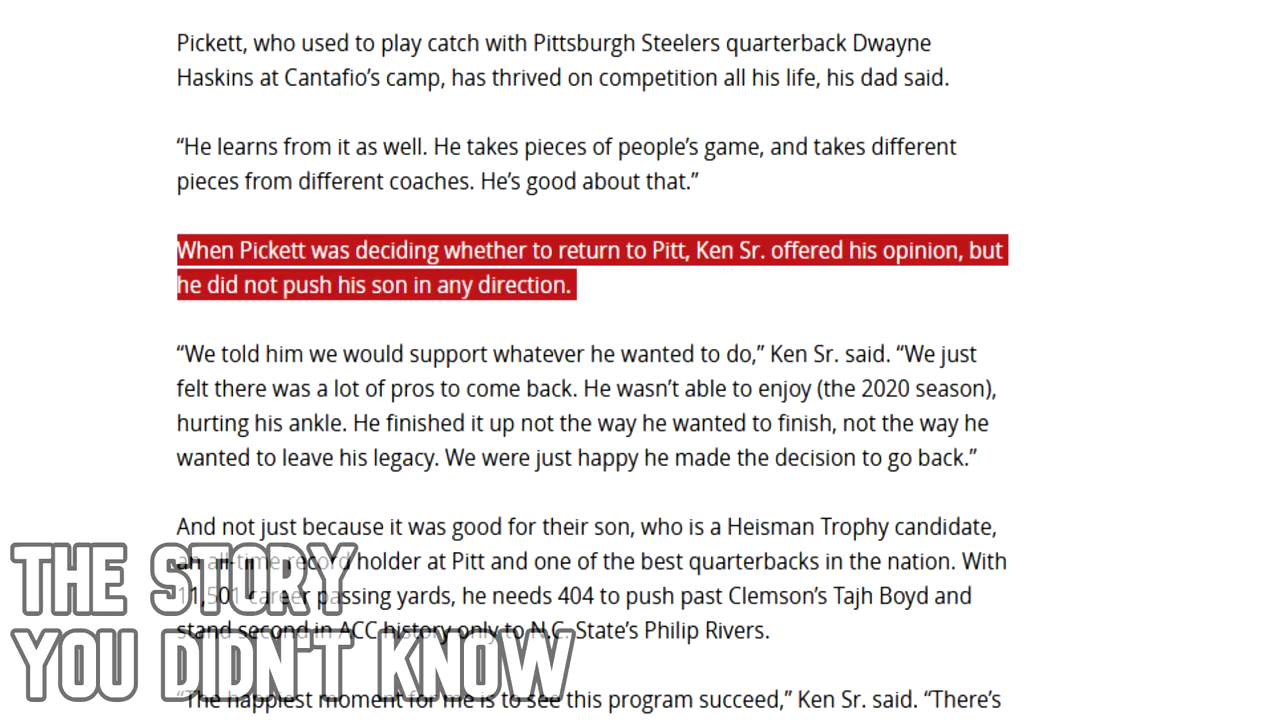 Pickett, who used to play catch with Pittsburgh Steelers quarterback Dwayne
Haskins at Cantafio’s camp, has thrived on competition all his life, his dad said.
“He learns from it as well. He takes pieces of people’s game, and takes different
pieces from different coaches. He’s good about that.”
When Pickett was deciding whether to return to Pitt, Ken Sr. offered his opinion, but
he did not push his son in any direction.
“We told him we would support whatever he wanted to do,” Ken Sr. said. “We just
felt there was a lot of pros to come back. He wasn’t able to enjoy (the 2020 season),
hurting his ankle. He finished it up not the way he wanted to finish, not the way he
wanted to leave his legacy. We were just happy he made the decision to go back.”
And not just because it was good for their son, who is a Heisman Trophy candidate,
an all-time record holder at Pitt and one of the best quarterbacks in the nation. With
11,501 career passing yards, he needs 404 to push past Clemson’s Tajh Boyd and
stand second in ACC history only to N.C. State’s Philip Rivers.
“The happiest moment for me is to see this program succeed,” Ken Sr. said. “There’s
THE STORY
YOU DIDN'T KNOW